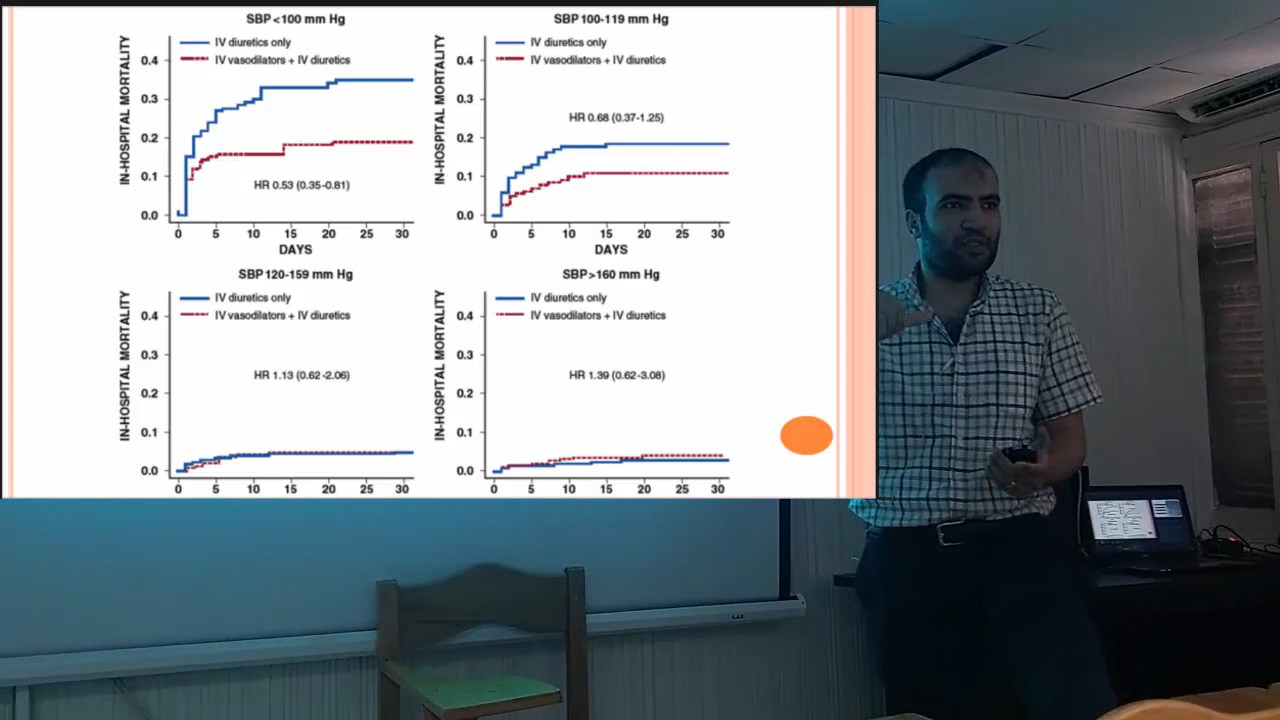 SBP<100 mm Hg
IN-HOSPITAL MORTALITY
IV diuretics only
IV vasodilators + IV diuretics
0.4
0.3
0.2
0.1
0.0
HR 0.53 (0.35-0.81)
0 5 10 15 20 25 30
DAYS
SBP 100-119 mm Hg
IN-HOSPITAL MORTALITY
IV diuretics only
IV vasodilators + IV diuretics
0.4
0.3
0.2
0.1
0.0
HR 0.68 (0.37-1.25)
0 5 10 15 20 25 30
DAYS
SBP 120-159 mm Hg
IN-HOSPITAL MORTALITY
IV diuretics only
IV vasodilators + IV diuretics
0.4
0.3
0.2
0.1
0.0
HR 1.13 (0.62-2.06)
0 5 10 15 20 25 30
SBP>160 mm Hg
IN-HOSPITAL MORTALITY
IV diuretics only
IV vasodilators + IV diuretics
0.4
0.3
0.2
0.1
0.0
HR 1.39 (0.62-3.08)
0 5 10 15 20 25 30